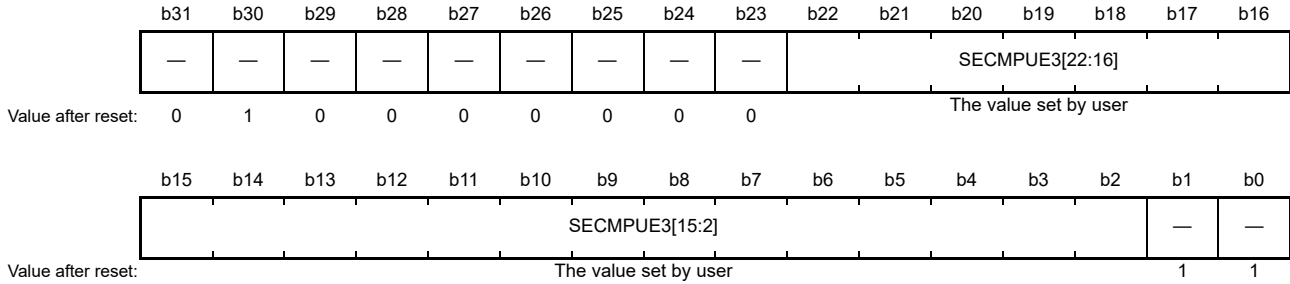 b31 b30 b29 b28 b27 b26 b25 b24 b23 b22 b21 b20 b19 b18 b17 b16
— — — — — — — — — SECMPUE3[22:16]
Value after reset: 0 1 0 0 0 0 0 0 0 The value set by user
b15 b14 b13 b12 b11 b10 b9 b8 b7 b6 b5 b4 b3 b2 b1 b0
SECMPUE3[15:2] — —
Value after reset: The value set by user 1 1